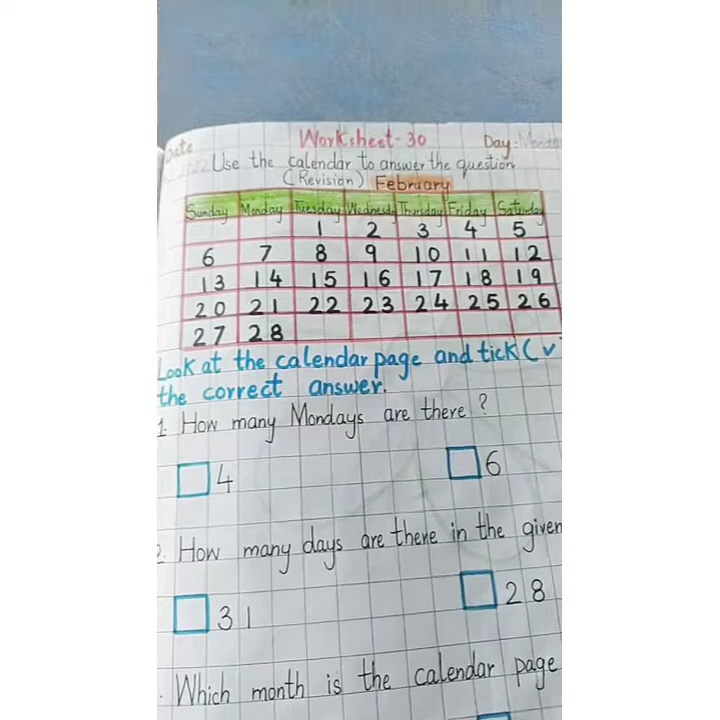 Date Worksheet-30 Day:
Use the calendar to answer the question
(Revision) February
Sunday Monday Tuesday Wednesday Thursday Friday Saturday
1 2 3 4 5
6 7 8 9 10 11 12
13 14 15 16 17 18 19
20 21 22 23 24 25 26
27 28
Look at the calendar page and tick (✓)
the correct answer.
1. How many Mondays are there ?
4 6
2. How many days are there in the given
31 28
. Which month is the calendar page